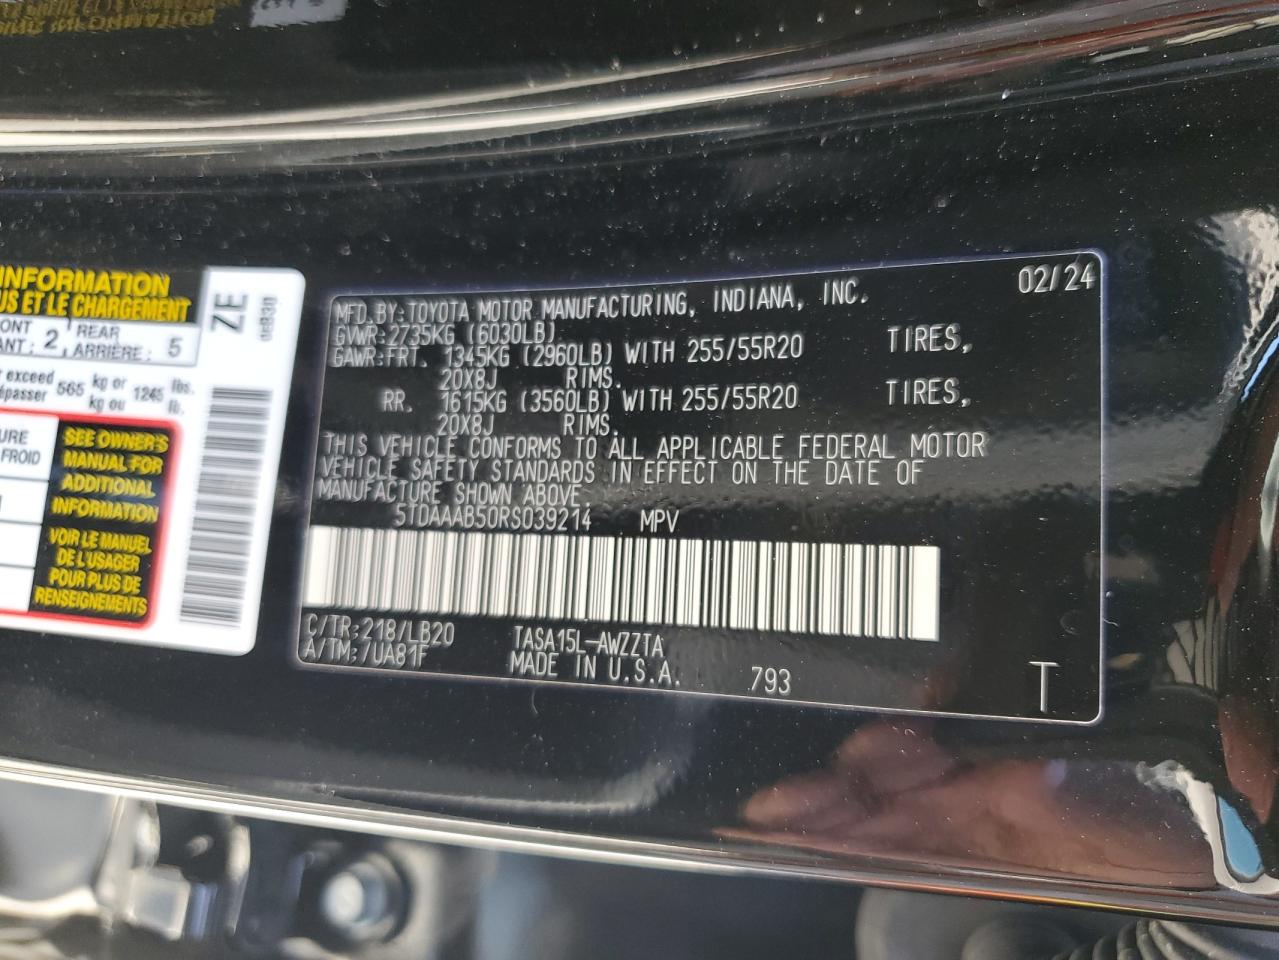 INFORMATION
US ET LE CHARGEMENT
ONT 2 REAR 5
ANT: ARRIÈRE:
exceed 565 kg or 1245 lbs.
épasser kg ou lb.
URE
FROID
SEE OWNER'S
MANUAL FOR
ADDITIONAL
INFORMATION
VOIR LE MANUEL
DE L'USAGER
POUR PLUS DE
RENSEIGNEMENTS
ZE
02/24
MFD.BY:TOYOTA MOTOR MANUFACTURING, INDIANA, INC.
GVWR:2735KG (6030LB)
GAWR:FRT. 1345KG (2960LB) WITH 255/55R20 TIRES,
20X8J RIMS.
RR. 1615KG (3560LB) WITH 255/55R20 TIRES,
20X8J RIMS.
THIS VEHICLE CONFORMS TO ALL APPLICABLE FEDERAL MOTOR
VEHICLE SAFETY STANDARDS IN EFFECT ON THE DATE OF
MANUFACTURE SHOWN ABOVE
5TDAAAB50RS039214 MPV
C/TR:218/LB20 TASA15L-AWZZTA
A/TM:/UA81F MADE IN U.S.A. 793
T